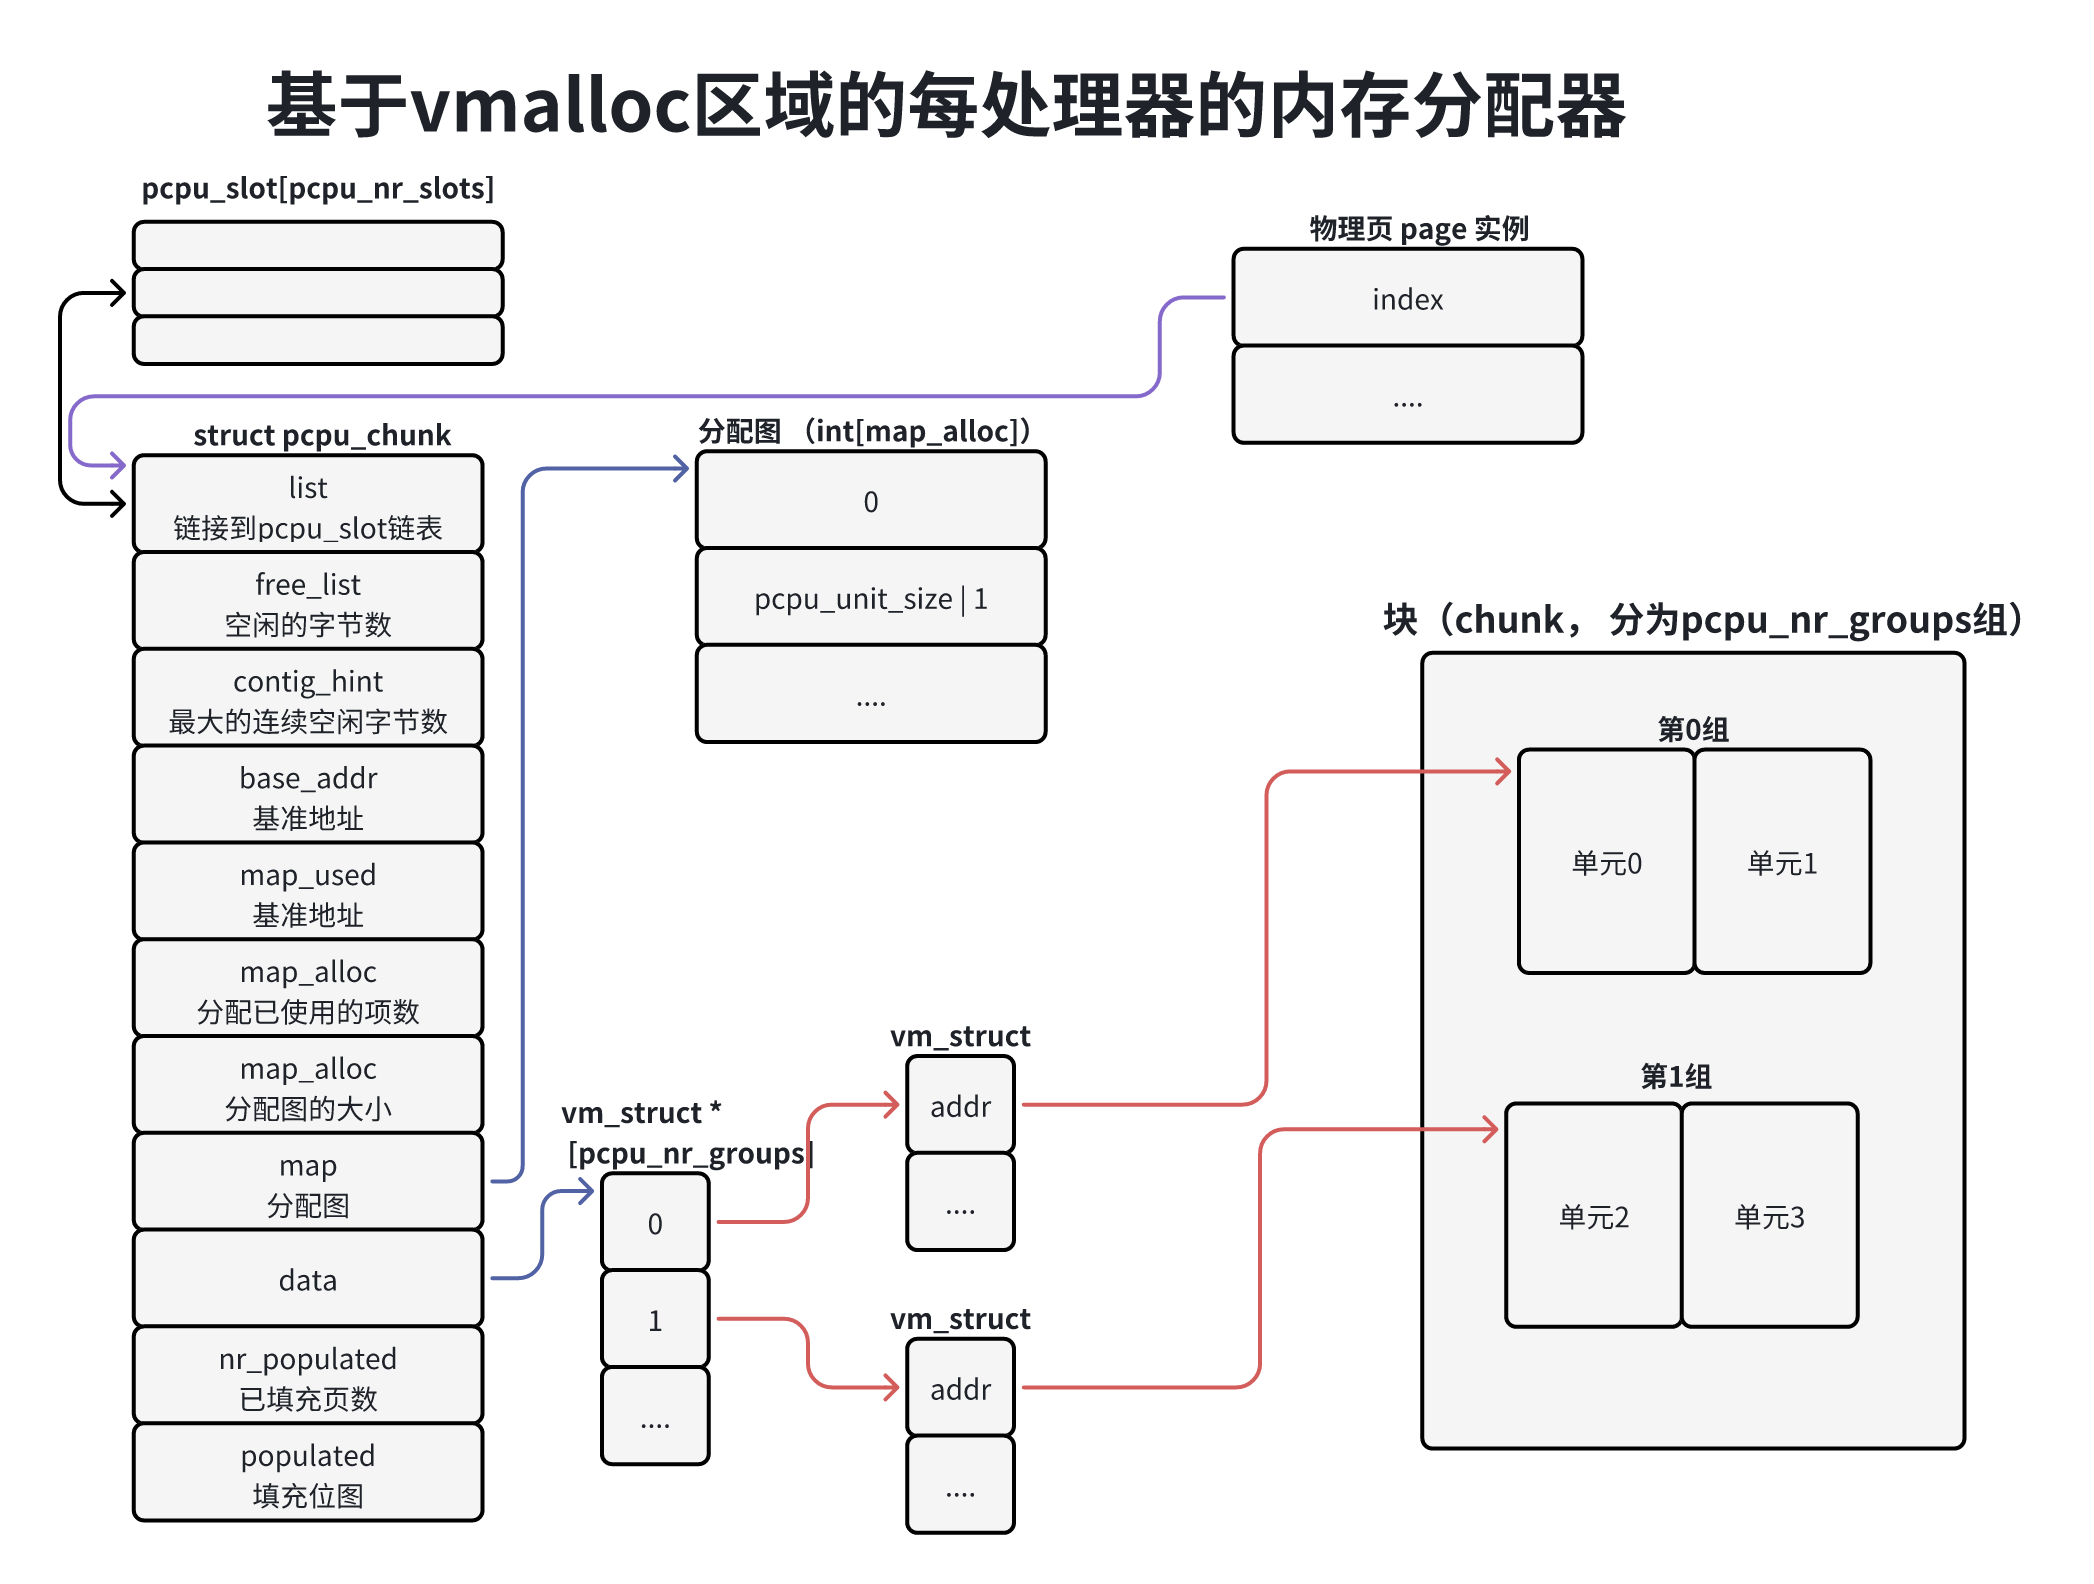 基于vmalloc区域的每处理器的内存分配器
pcpu_slot[pcpu_nr_slots]
物理页 page 实例
index
....
struct pcpu_chunk
list
链接到pcpu_slot链表
free_list
空闲的字节数
contig_hint
最大的连续空闲字节数
base_addr
基准地址
map_used
基准地址
map_alloc
分配已使用的项数
map_alloc
分配图的大小
map
分配图
data
nr_populated
已填充页数
populated
填充位图
分配图 （int[map_alloc]）
0
pcpu_unit_size | 1
....
vm_struct *
[pcpu_nr_groups]
0
1
....
vm_struct
addr
....
vm_struct
addr
....
块（chunk， 分为pcpu_nr_groups组）
第0组
单元0
单元1
第1组
单元2
单元3